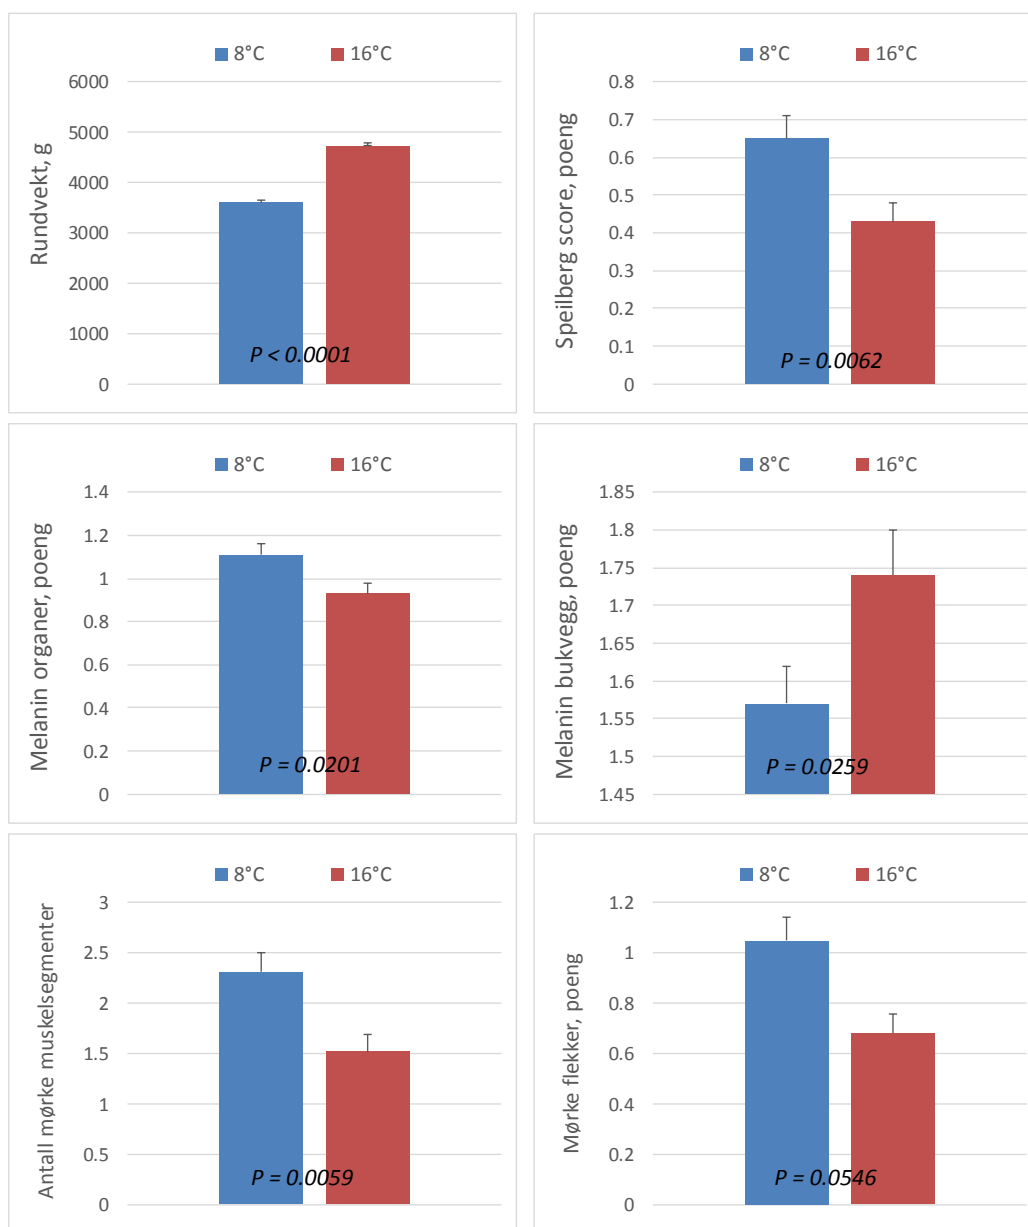 8°C 16°C
6000
5000
4000
3000
2000
1000
0
Rundvekt, g
P < 0.0001
8°C 16°C
0.8
0.7
0.6
0.5
0.4
0.3
0.2
0.1
0
Speilberg score, poeng
P = 0.0062
8°C 16°C
1.4
1.2
1
0.8
0.6
0.4
0.2
0
Melanin organer, poeng
P = 0.0201
8°C 16°C
1.85
1.8
1.75
1.7
1.65
1.6
1.55
1.5
1.45
Melanin bukvegg, poeng
P = 0.0259
8°C 16°C
3
2.5
2
1.5
1
0.5
0
Antall mørke muskelsegmenter
P = 0.0059
8°C 16°C
1.2
1
0.8
0.6
0.4
0.2
0
Mørke flekker, poeng
P = 0.0546